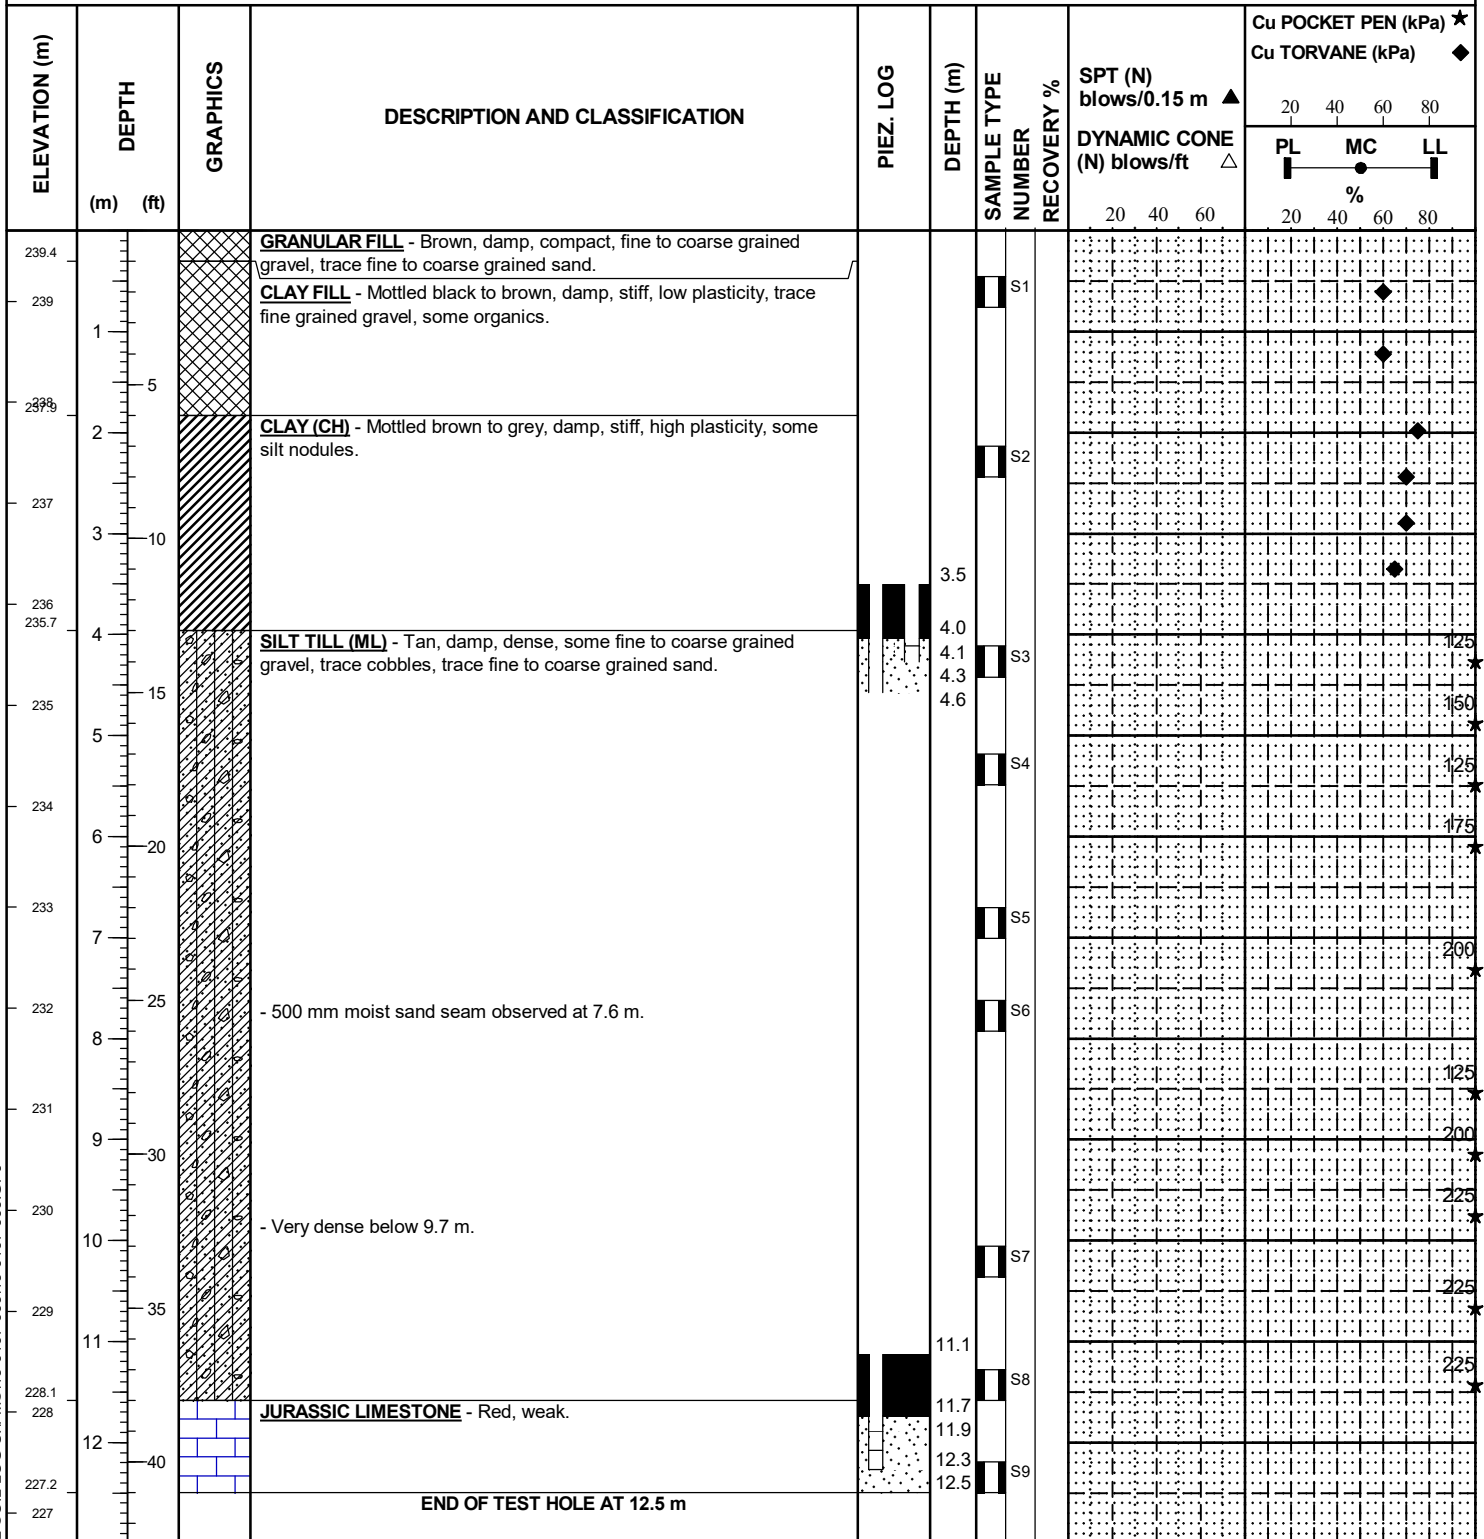 ELEVATION (m)
DEPTH
(m) (ft)
GRAPHICS
DESCRIPTION AND CLASSIFICATION
PIEZ. LOG
DEPTH (m)
SAMPLE TYPE
NUMBER
RECOVERY %
SPT (N)
blows/0.15 m
DYNAMIC CONE
(N) blows/ft
20 40 60
Cu POCKET PEN (kPa)
Cu TORVANE (kPa)
20 40 60 80
PL MC LL
%
20 40 60 80
GRANULAR FILL - Brown, damp, compact, fine to coarse grained
gravel, trace fine to coarse grained sand.
239.4
CLAY FILL - Mottled black to brown, damp, stiff, low plasticity, trace
fine grained gravel, some organics.
S1
239
1
5
238
237.9
2
CLAY (CH) - Mottled brown to grey, damp, stiff, high plasticity, some
silt nodules.
S2
237
3
10
3.5
236
235.7
4
4.0
SILT TILL (ML) - Tan, damp, dense, some fine to coarse grained
gravel, trace cobbles, trace fine to coarse grained sand.
4.1
S3
125
4.3
15
4.6
235
150
5
S4
125
234
6
175
20
233
S5
7
200
25
232
- 500 mm moist sand seam observed at 7.6 m.
S6
8
125
231
9
200
30
225
230
- Very dense below 9.7 m.
10
S7
225
35
229
11
11.1
225
S8
228.1
228
11.7
JURASSIC LIMESTONE - Red, weak.
11.9
12
12.3
40
S9
227.2
12.5
END OF TEST HOLE AT 12.5 m
227